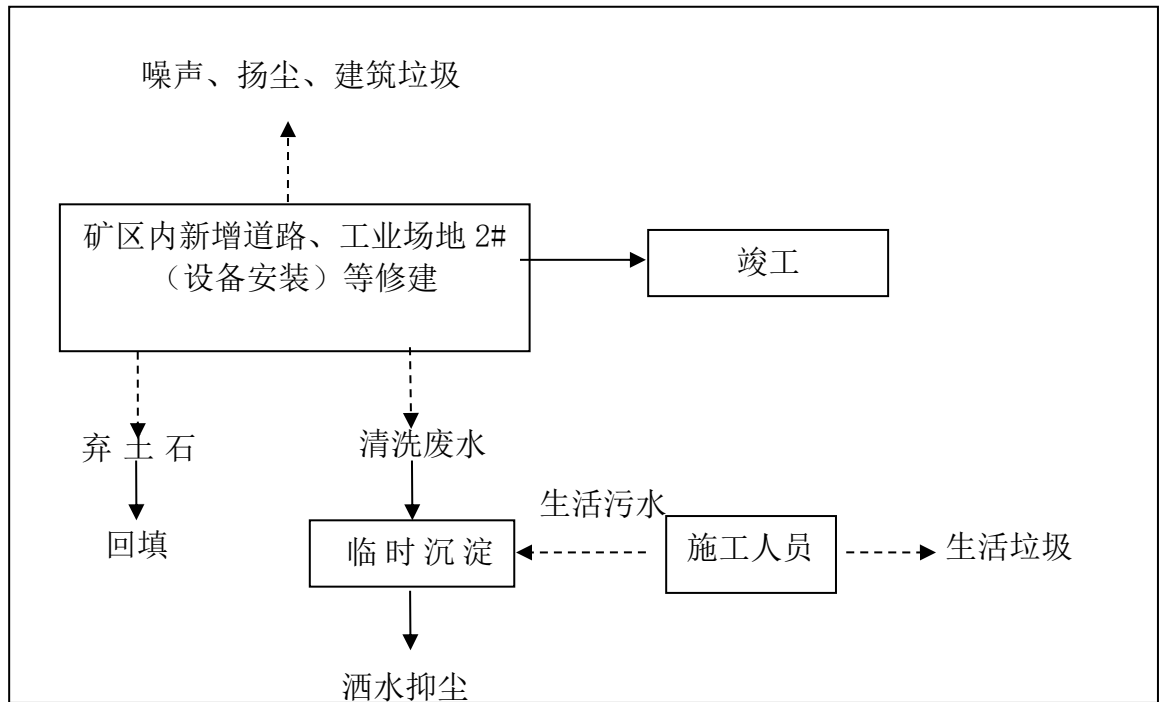 噪声、扬尘、建筑垃圾
矿区内新增道路、工业场地 2#
（设备安装）等修建
竣工
弃 土 石
清洗废水
生活污水
回填
临 时 沉 淀
施工人员
生活垃圾
洒水抑尘